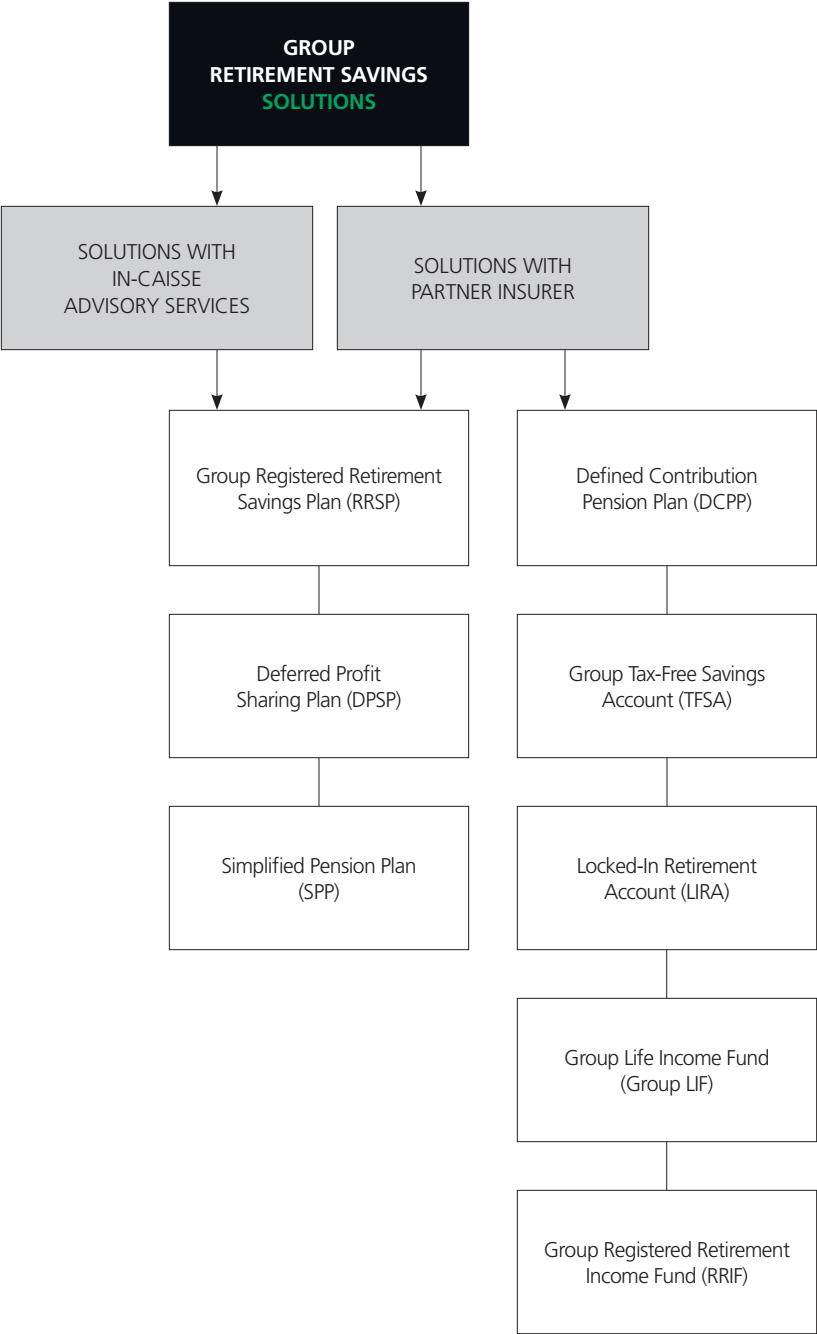 GROUP
RETIREMENT SAVINGS
SOLUTIONS
SOLUTIONS WITH
IN-CAISSE
ADVISORY SERVICES
SOLUTIONS WITH
PARTNER INSURER
Group Registered Retirement
Savings Plan (RRSP)
Deferred Profit
Sharing Plan (DPSP)
Simplified Pension Plan
(SPP)
Defined Contribution
Pension Plan (DCPP)
Group Tax-Free Savings
Account (TFSA)
Locked-In Retirement
Account (LIRA)
Group Life Income Fund
(Group LIF)
Group Registered Retirement
Income Fund (RRIF)